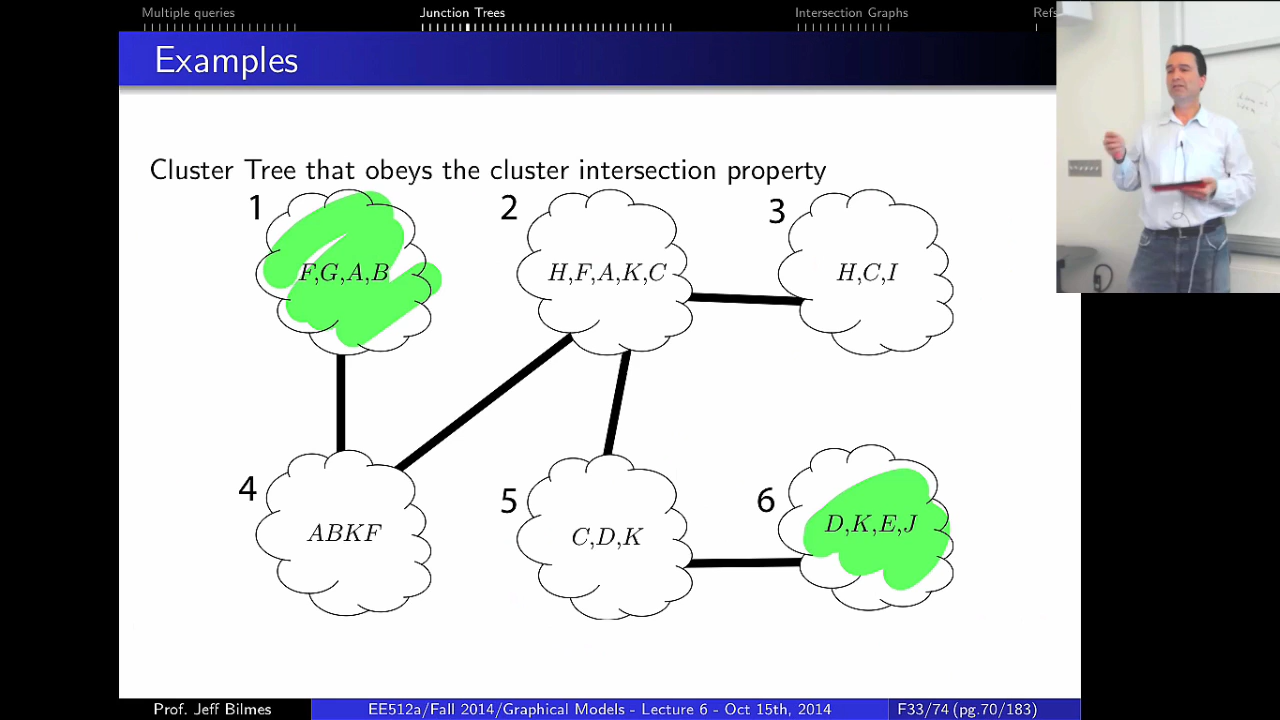 Multiple queries Junction Trees Intersection Graphs Refs
Examples
Cluster Tree that obeys the cluster intersection property
1 2 3
F,G,A,B H,F,A,K,C H,C,I
4 5 6
ABKF C,D,K D,K,E,J
Prof. Jeff Bilmes EE512a/Fall 2014/Graphical Models - Lecture 6 - Oct 15th, 2014 F33/74 (pg.70/183)